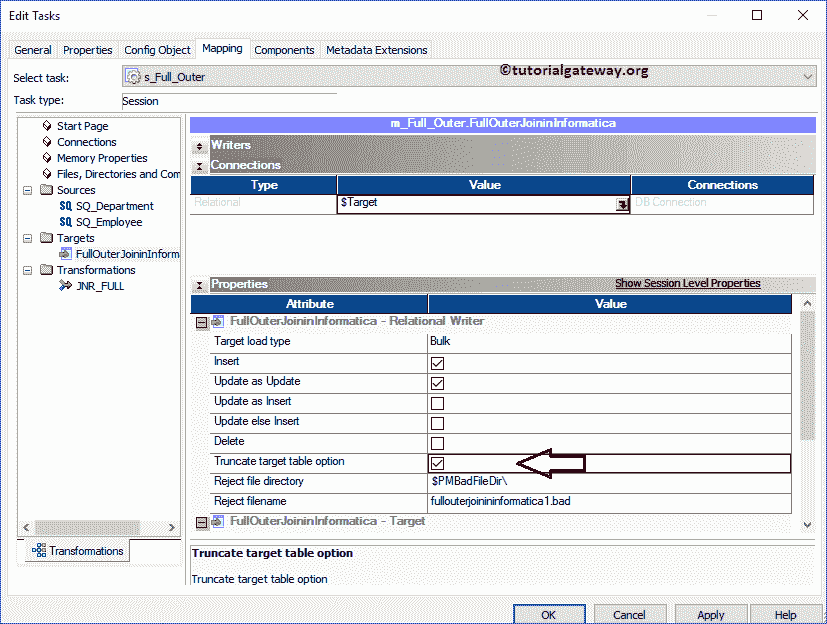 Edit Tasks
General Properties Config Object Mapping Components Metadata Extensions
Select task: s_Full_Outer ©tutorialgateway.org
Task type: Session
Start Page
Connections
Memory Properties
Files, Directories and Com
Sources
SQ_Department
SQ_Employee
Targets
FullOuterJoininInform
Transformations
JNR_FULL
Transformations
m_Full_Outer.FullOuterJoininInformatica
Writers
Connections
Type Value Connections
Relational $Target DB Connection
Properties Show Session Level Properties
Attribute Value
FullOuterJoininInformatica - Relational Writer
Target load type Bulk
Insert
Update as Update
Update as Insert
Update else Insert
Delete
Truncate target table option
Reject file directory $PMBadFileDir\
Reject filename fullouterjoinininformatica1.bad
FullOuterJoininInformatica - Target
Truncate target table option
Truncate target table option
OK Cancel Apply Help